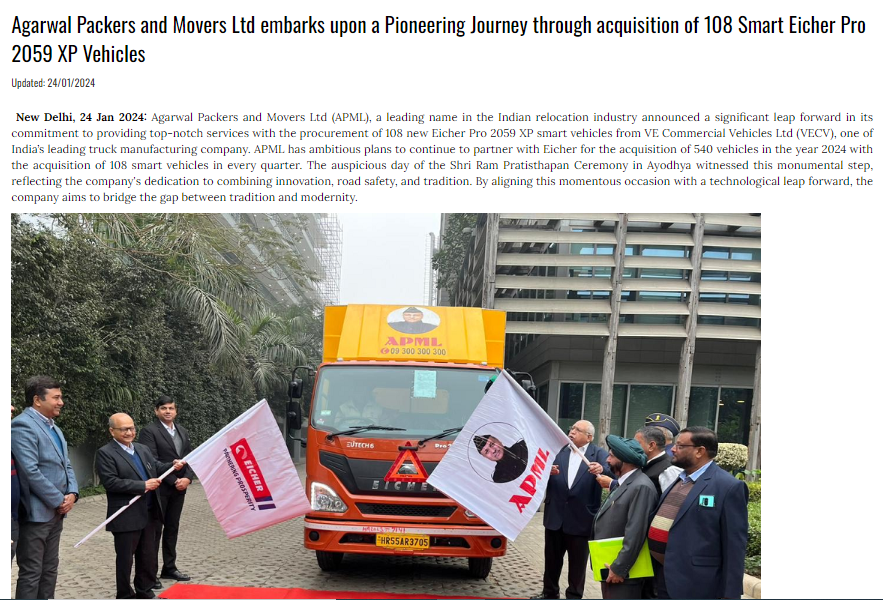 Agarwal Packers and Movers Ltd embarks upon a Pioneering Journey through acquisition of 108 Smart Eicher Pro
2059 XP Vehicles
Updated: 24/01/2024
New Delhi, 24 Jan 2024: Agarwal Packers and Movers Ltd (APML), a leading name in the Indian relocation industry announced a significant leap forward in its
commitment to providing top-notch services with the procurement of 108 new Eicher Pro 2059 XP smart vehicles from VE Commercial Vehicles Ltd (VECV), one of
India's leading truck manufacturing company. APML has ambitious plans to continue to partner with Eicher for the acquisition of 540 vehicles in the year 2024 with
the acquisition of 108 smart vehicles in every quarter. The auspicious day of the Shri Ram Pratisthapan Ceremony in Ayodhya witnessed this monumental step,
reflecting the company's dedication to combining innovation, road safety, and tradition. By aligning this momentous occasion with a technological leap forward, the
company aims to bridge the gap between tradition and modernity.
APML
09 300 300 300
EUTECH6
Pro
EICHE
EICHER
PIONEERING PROSPERITY
APML
HR55AR3705